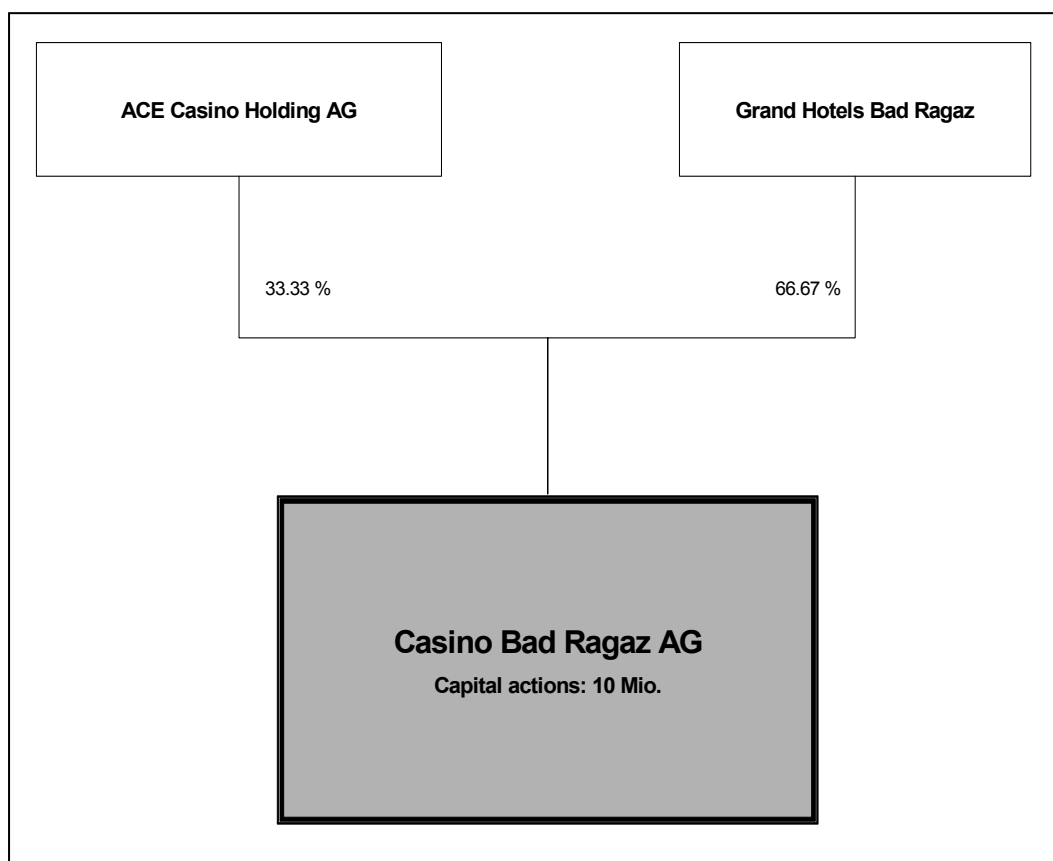 ACE Casino Holding AG
Grand Hotels Bad Ragaz
33.33 %
66.67 %
Casino Bad Ragaz AG
Capital actions: 10 Mio.